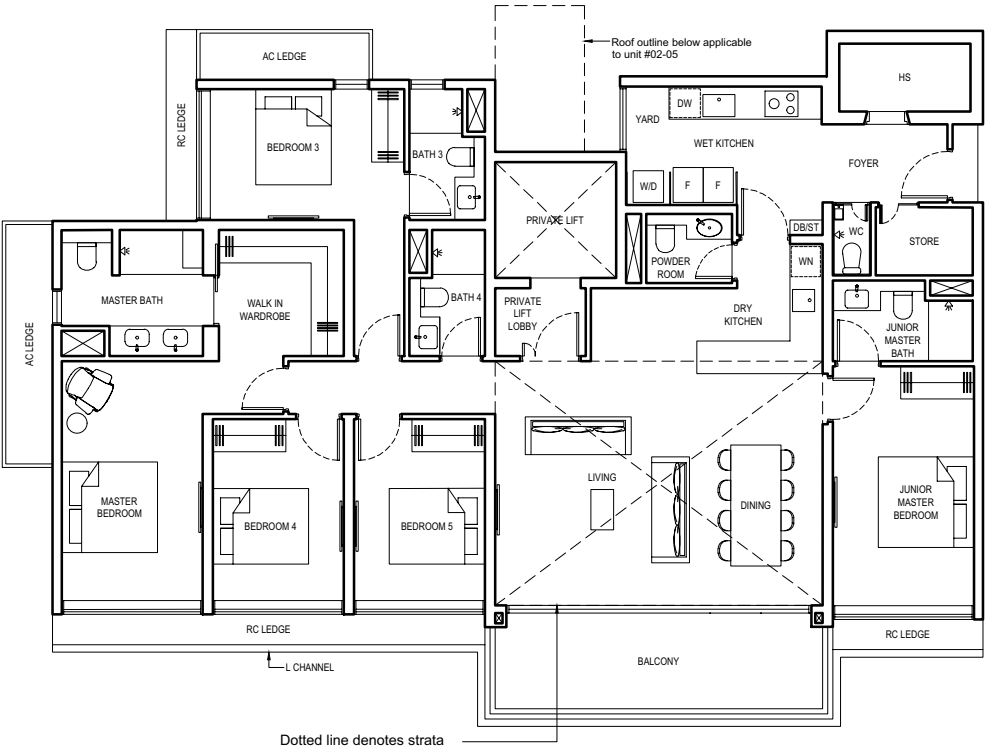 Roof outline below applicable
to unit #02-05
AC LEDGE
HS
RC LEDGE
YARD
DW
BEDROOM 3
BATH 3
WET KITCHEN
FOYER
W/D
F
F
PRIVATE LIFT
DB/ST
WC
STORE
POWDER
ROOM
WN
MASTER BATH
WALK IN
WARDROBE
BATH 4
PRIVATE
LIFT
LOBBY
DRY
KITCHEN
JUNIOR
MASTER
BATH
AC LEDGE
MASTER
BEDROOM
BEDROOM 4
BEDROOM 5
LIVING
DINING
JUNIOR
MASTER
BEDROOM
RC LEDGE
RC LEDGE
L CHANNEL
BALCONY
Dotted line denotes strata